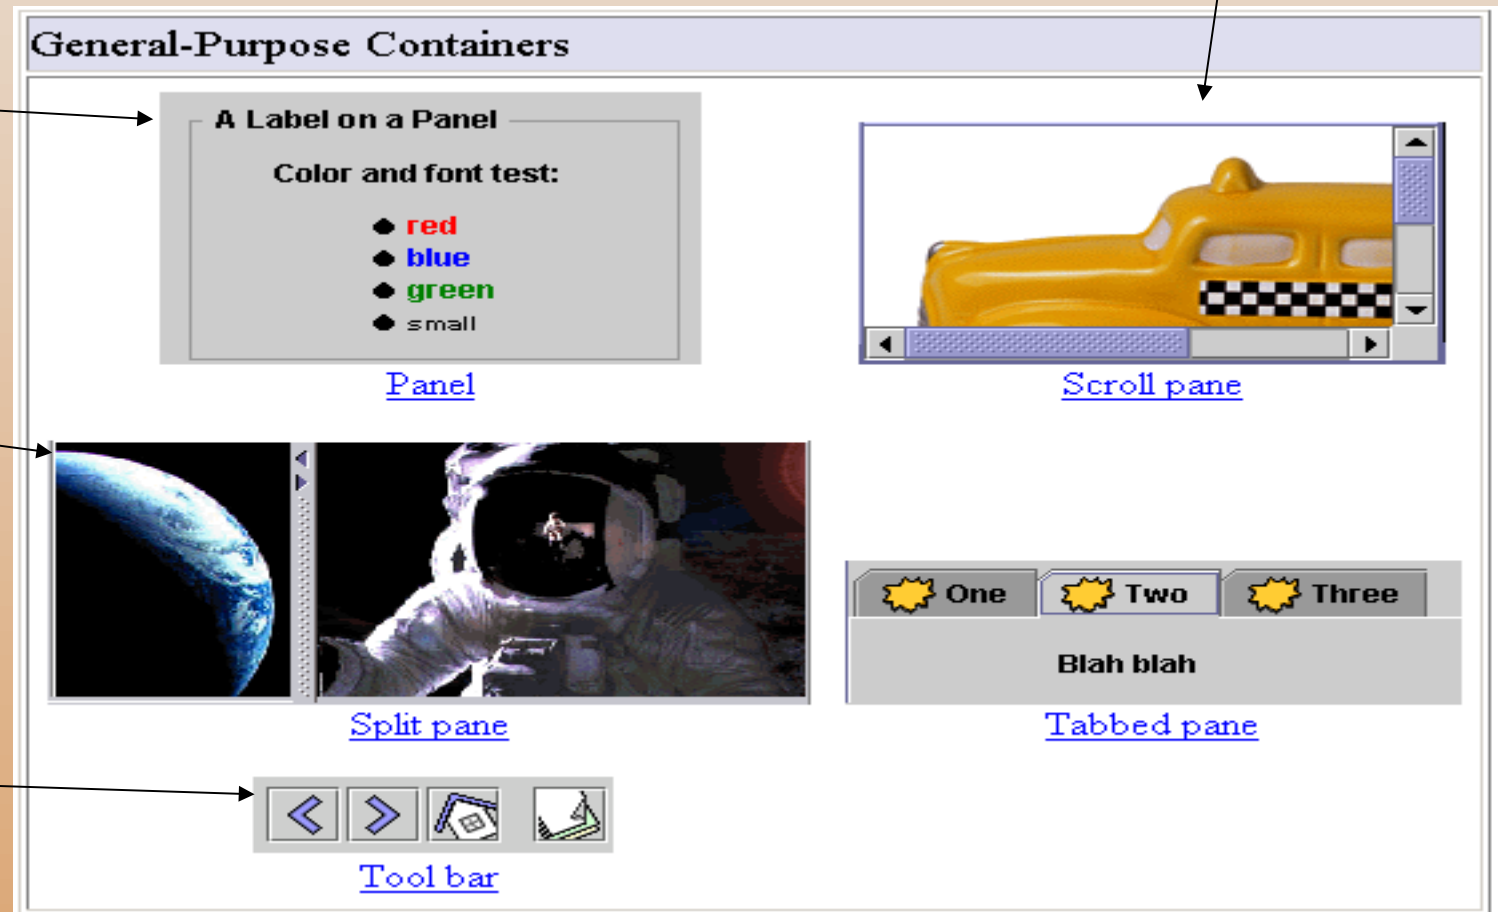 General-Purpose Containers
A Label on a Panel
Color and font test:
red
blue
green
small
Panel
Scroll pane
Split pane
One Two Three
Blah blah
Tabbed pane
Tool bar